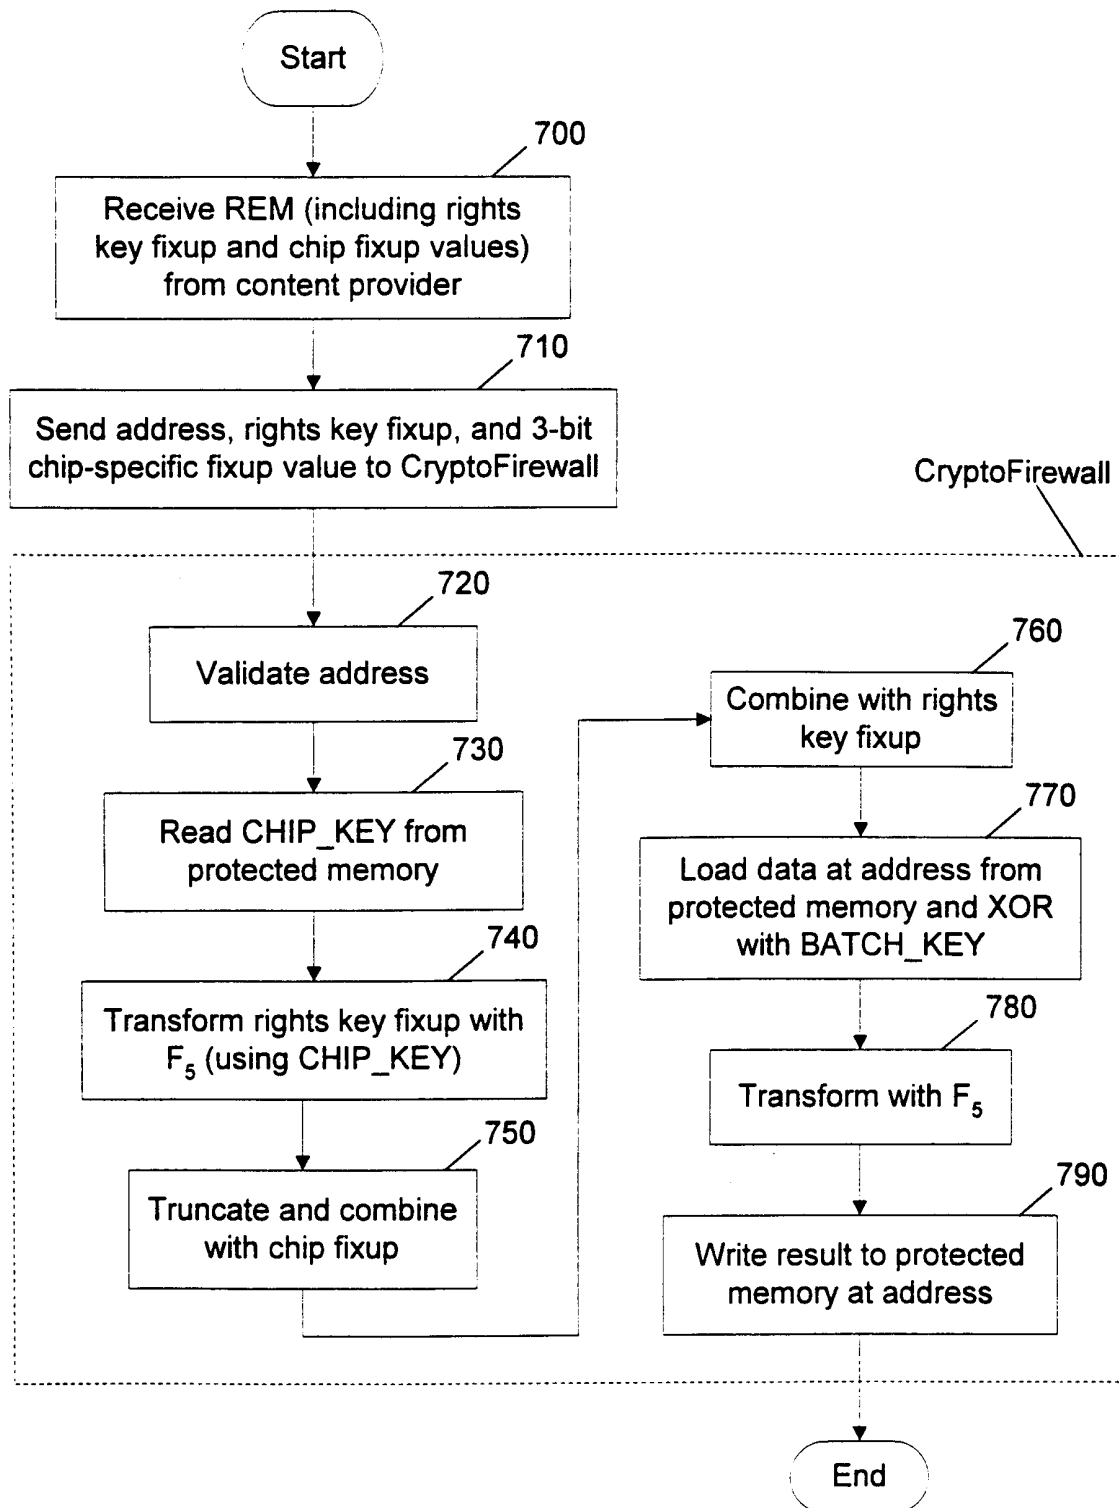 Start
700
Receive REM (including rights
key fixup and chip fixup values)
from content provider
710
Send address, rights key fixup, and 3-bit
chip-specific fixup value to CryptoFirewall
CryptoFirewall
720
Validate address
730
Read CHIP_KEY from
protected memory
740
Transform rights key fixup with
F5 (using CHIP_KEY)
750
Truncate and combine
with chip fixup
760
Combine with rights
key fixup
770
Load data at address from
protected memory and XOR
with BATCH_KEY
780
Transform with F5
790
Write result to protected
memory at address
End